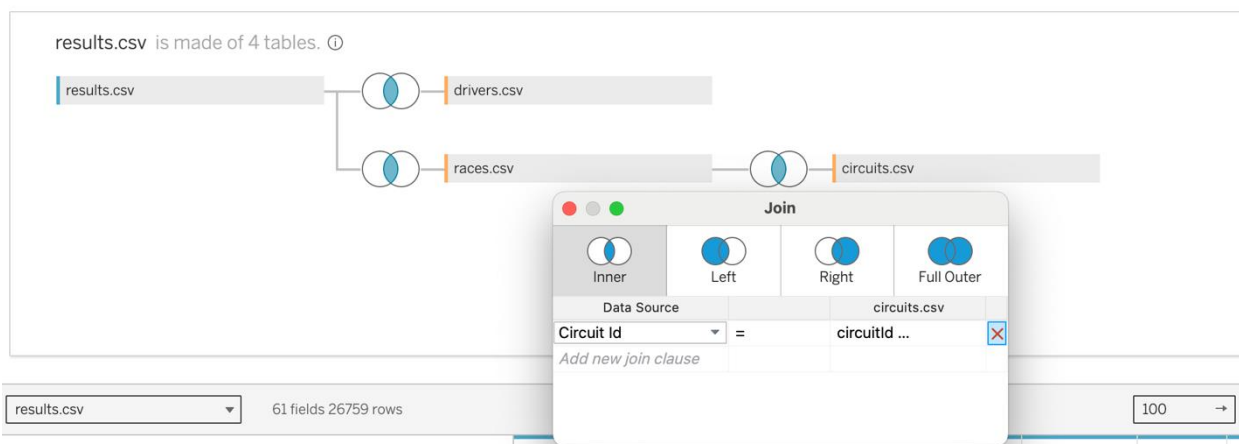 results.csv is made of 4 tables. ⓘ
results.csv
drivers.csv
races.csv
circuits.csv
Join
Inner Left Right Full Outer
Data Source circuits.csv
Circuit Id = circuitId ...
Add new join clause
results.csv 61 fields 26759 rows 100 →